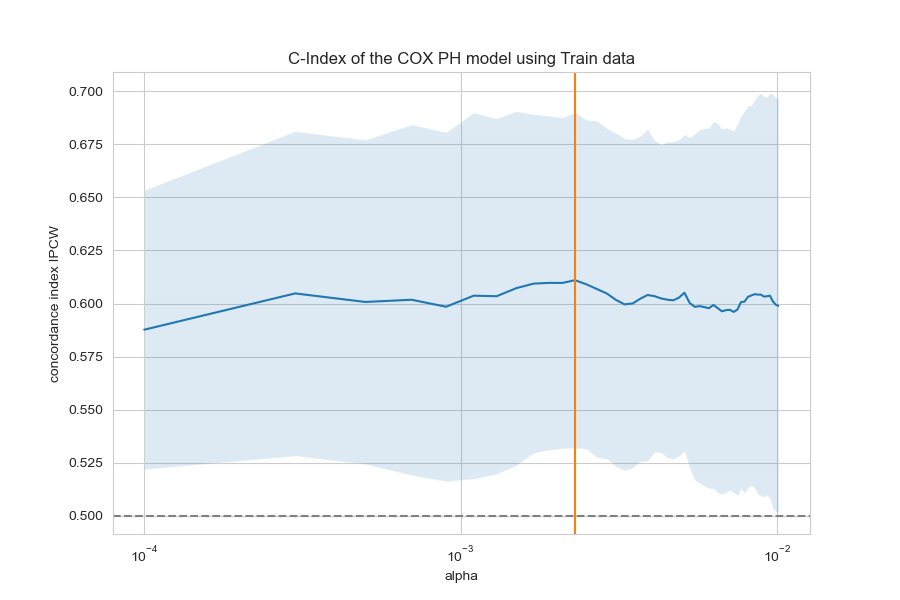 C-Index of the COX PH model using Train data
concordance index IPCW
0.700
0.675
0.650
0.625
0.600
0.575
0.550
0.525
0.500
10⁻⁴ 10⁻³ 10⁻²
alpha